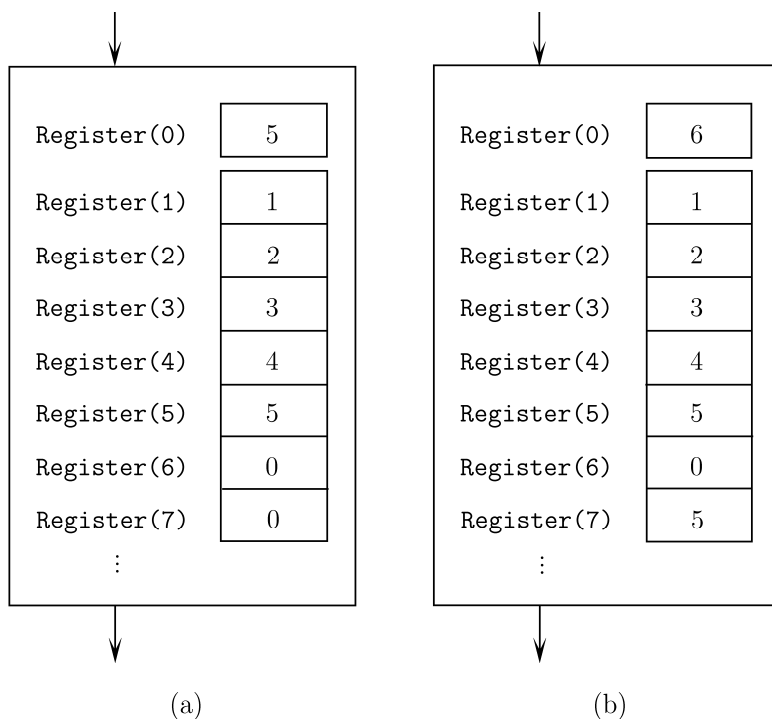 Register(0) 5
Register(1) 1
Register(2) 2
Register(3) 3
Register(4) 4
Register(5) 5
Register(6) 0
Register(7) 0
⋮
(a)
Register(0) 6
Register(1) 1
Register(2) 2
Register(3) 3
Register(4) 4
Register(5) 5
Register(6) 0
Register(7) 5
⋮
(b)